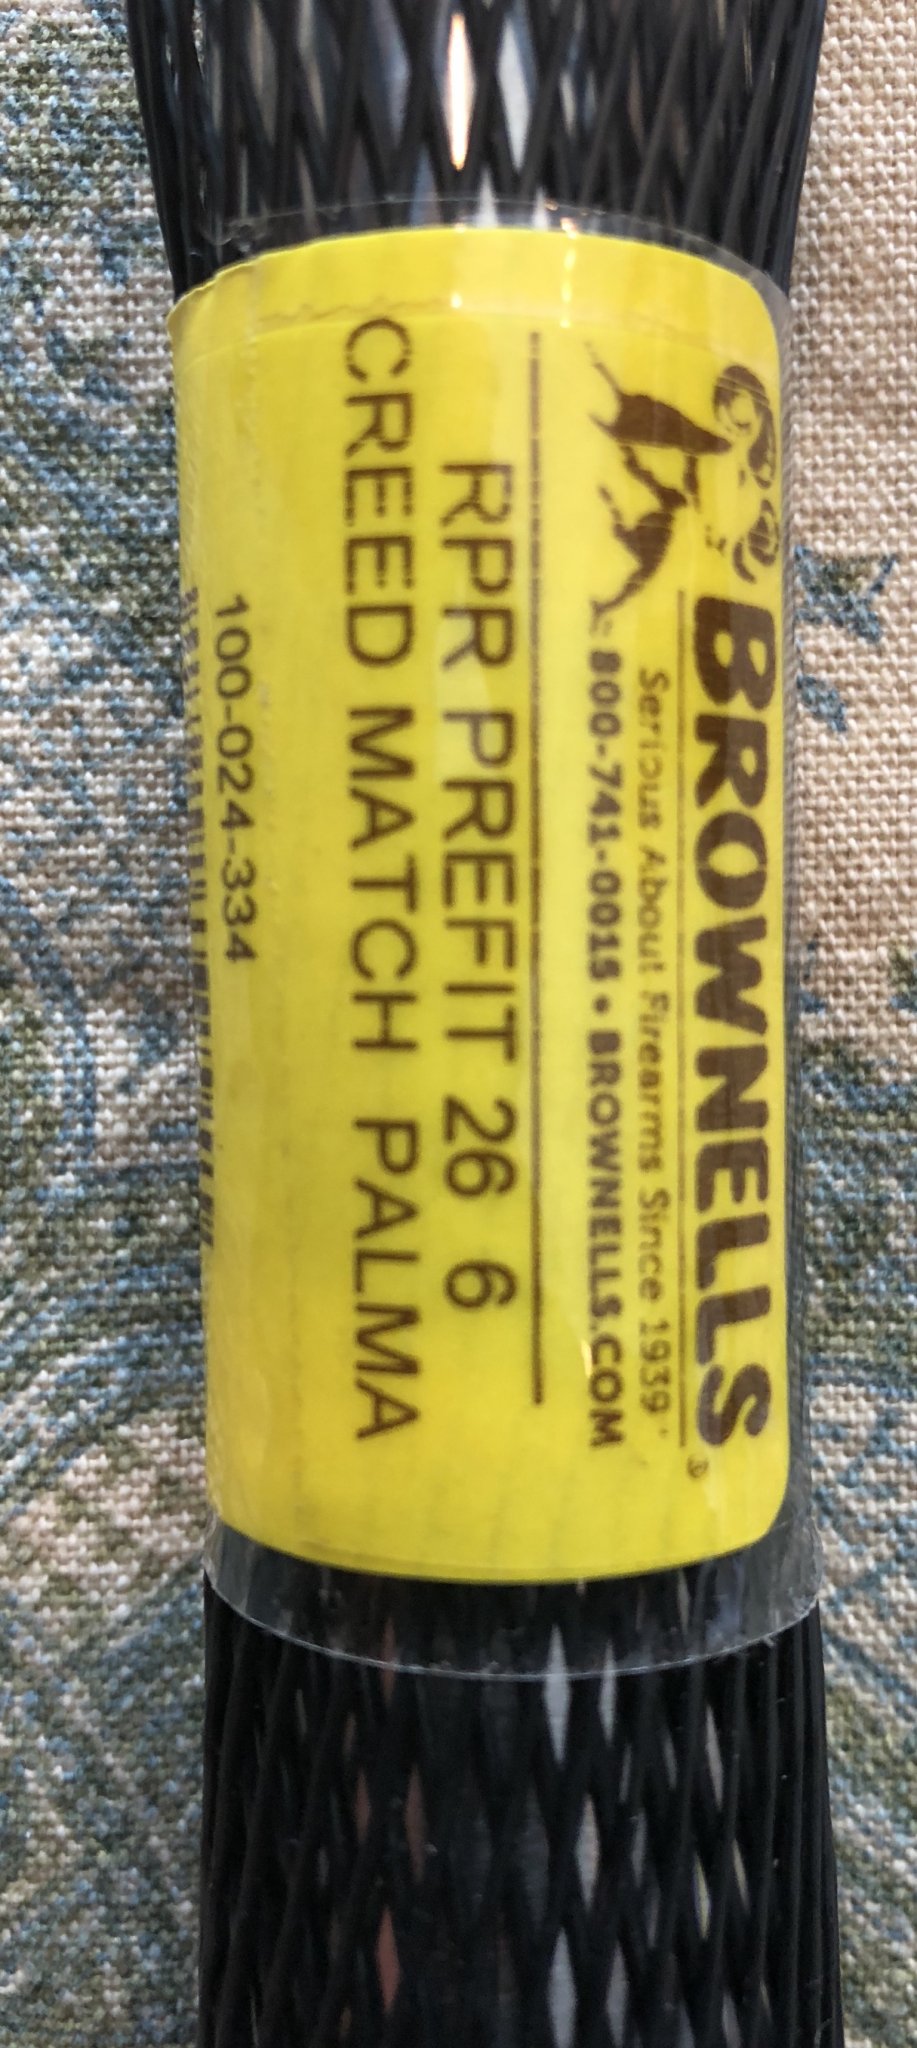 BROWNELLS®
Serious About Firearms Since 1939
800-741-0015 • BROWNELLS.COM
RPR PREFIT 26 6
CREED MATCH PALMA
100-024-334